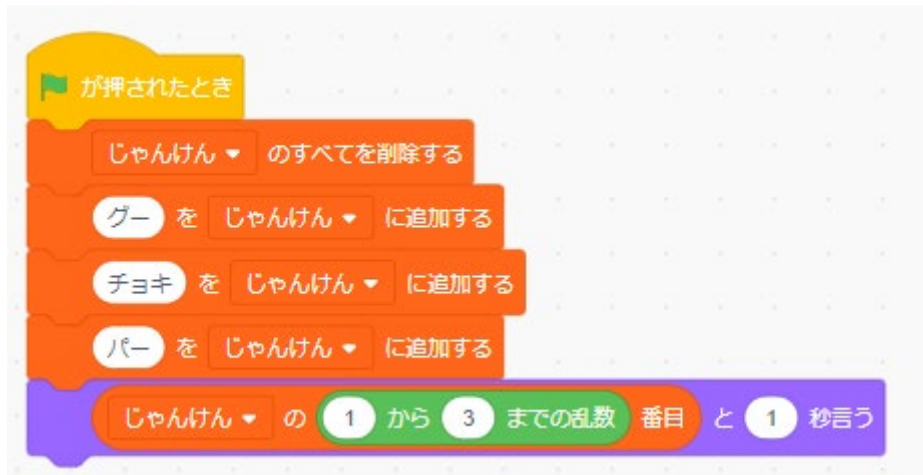 が押されたとき
じゃんけん のすべてを削除する
グー を じゃんけん に追加する
チョキ を じゃんけん に追加する
パー を じゃんけん に追加する
じゃんけん の 1 から 3 までの乱数 番目 と 1 秒言う